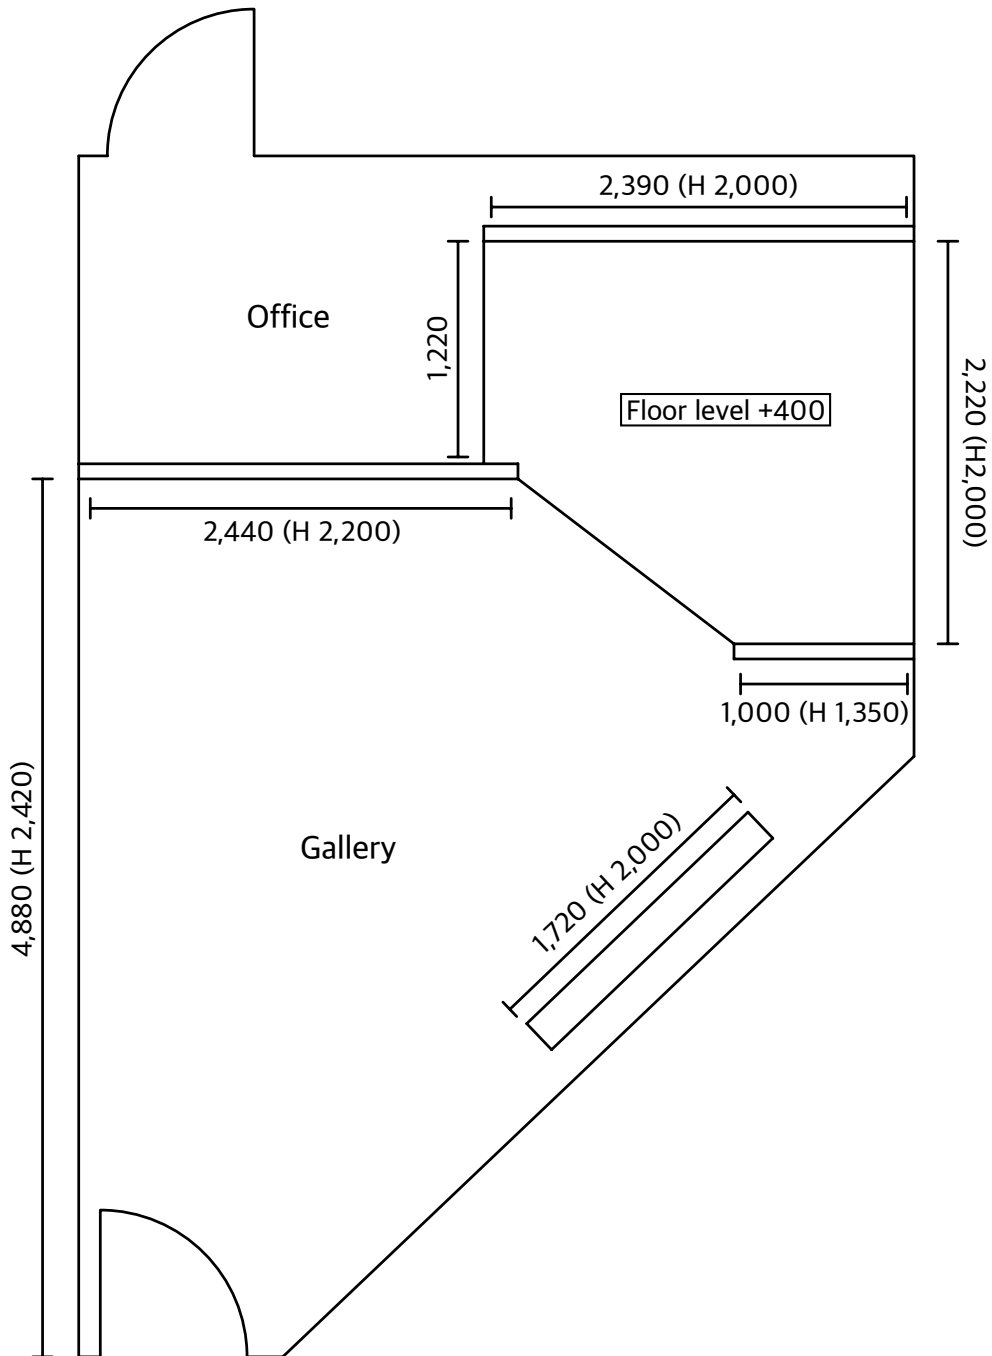 2,390 (H 2,000)
Office
1,220
Floor level +400
2,220 (H2,000)
2,440 (H 2,200)
1,000 (H 1,350)
4,880 (H 2,420)
Gallery
1,720 (H 2,000)